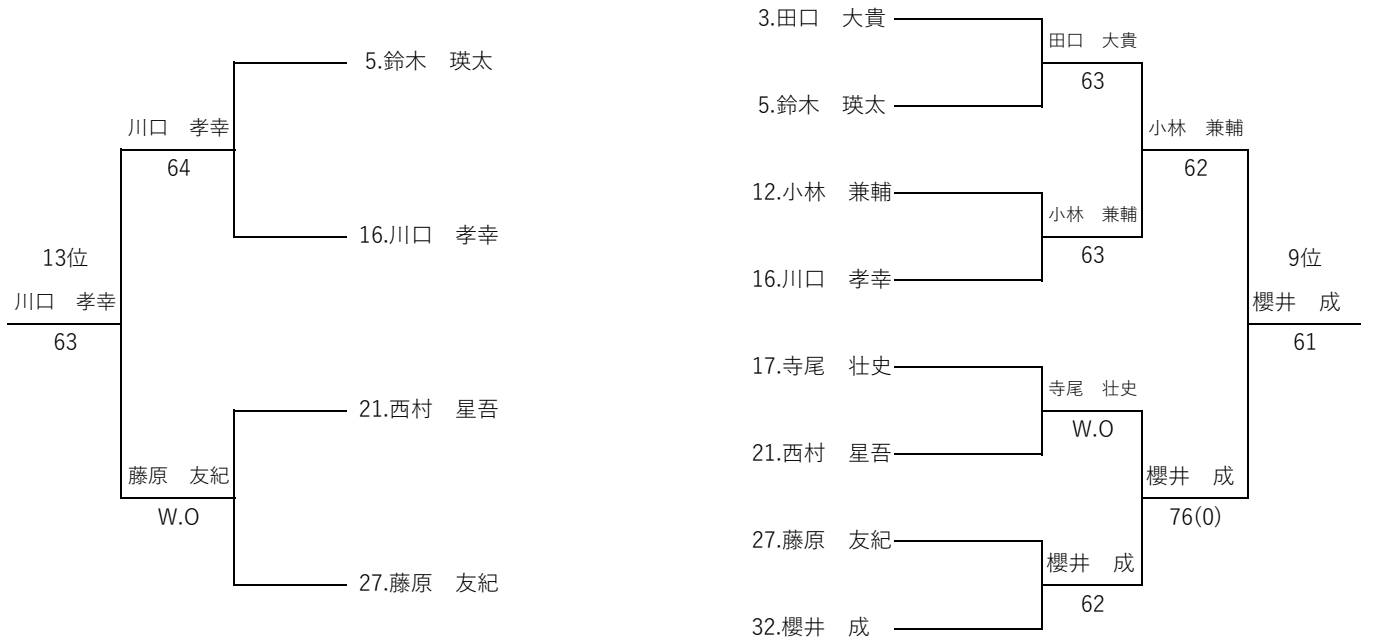 5.鈴木　瑛太
川口　孝幸
64
16.川口　孝幸
13位
川口　孝幸
63
21.西村　星吾
藤原　友紀
W.O
27.藤原　友紀
3.田口　大貴
田口　大貴
63
5.鈴木　瑛太
小林　兼輔
62
12.小林　兼輔
小林　兼輔
63
16.川口　孝幸
9位
櫻井　成
61
17.寺尾　壮史
寺尾　壮史
W.O
21.西村　星吾
櫻井　成
76(0)
27.藤原　友紀
櫻井　成
62
32.櫻井　成